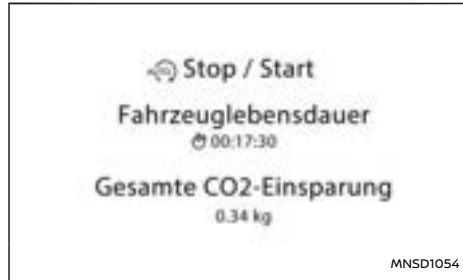 Stop / Start
Fahrzeuglebensdauer
00:17:30
Gesamte CO2-Einsparung
0.34 kg
MNSD1054